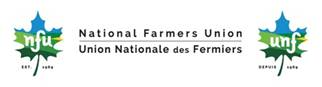 nfu
EST. 1969
National Farmers Union
Union Nationale des Fermiers
unf
DEPUIS 1969